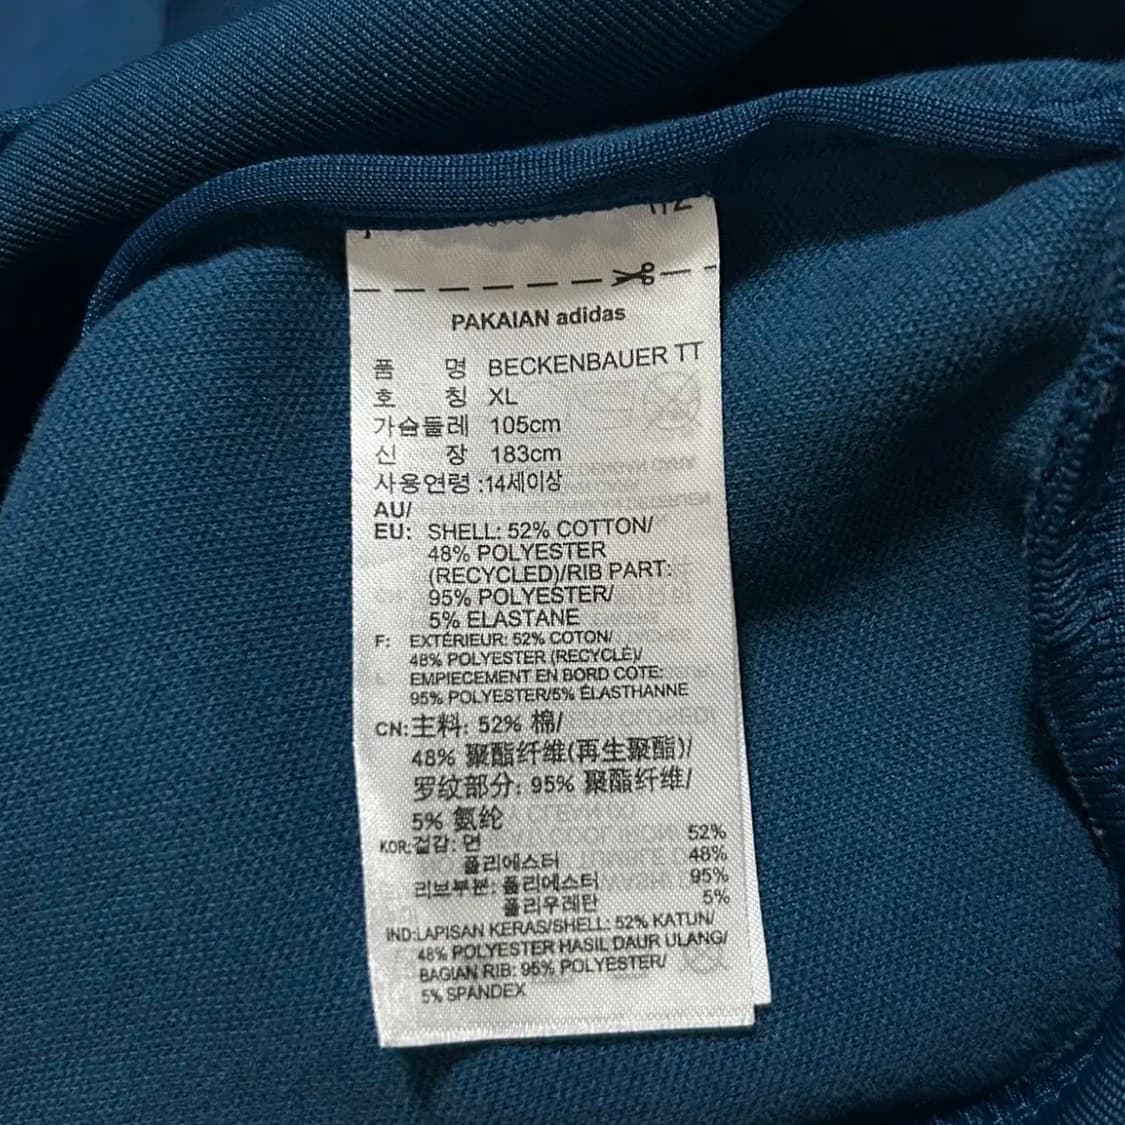 PAKAIAN adidas
품 명 BECKENBAUER TT
호 칭 XL
가슴둘레 105cm
신 장 183cm
사용연령 :14세이상
AU/
EU: SHELL: 52% COTTON/
48% POLYESTER
(RECYCLED)/RIB PART:
95% POLYESTER/
5% ELASTANE
F: EXTÉRIEUR: 52% COTON/
48% POLYESTER (RECYCLÉ)/
EMPIECEMENT EN BORD COTE:
95% POLYESTER/5% ÉLASTHANNE
CN: 主料: 52% 棉/
48% 聚酯纤维(再生聚酯)/
罗纹部分: 95% 聚酯纤维/
5% 氨纶
KOR: 겉감: 면 52%
폴리에스터 48%
리브부분: 폴리에스터 95%
폴리우레탄 5%
IND:LAPISAN KERAS/SHELL: 52% KATUN/
48% POLYESTER HASIL DAUR ULANG/
BAGIAN RIB: 95% POLYESTER/
5% SPANDEX